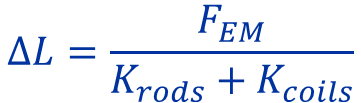 ΔL = F_EM / (K_rods + K_coils)